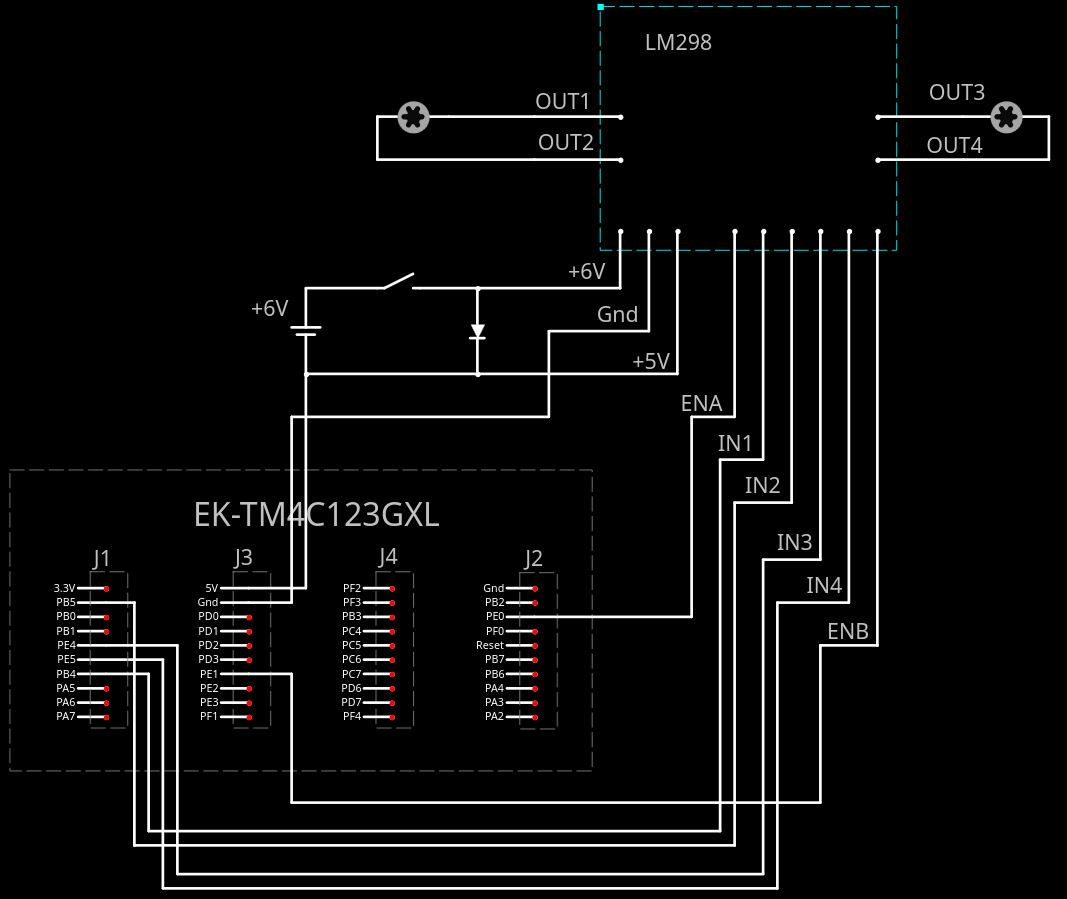 LM298
OUT1
OUT3
OUT2
OUT4
+6V
+6V
Gnd
+5V
ENA
IN1
IN2
EK-TM4C123GXL
IN3
J1
J3
J4
J2
IN4
3.3V
PB5
PB0
PB1
PE4
PE5
PB4
PA5
PA6
PA7
5V
Gnd
PD0
PD1
PD2
PD3
PE1
PE2
PE3
PF1
PF2
PF3
PB3
PC4
PC5
PC6
PC7
PD6
PD7
PF4
Gnd
PB2
PE0
PF0
Reset
PB7
PB6
PA4
PA3
PA2
ENB